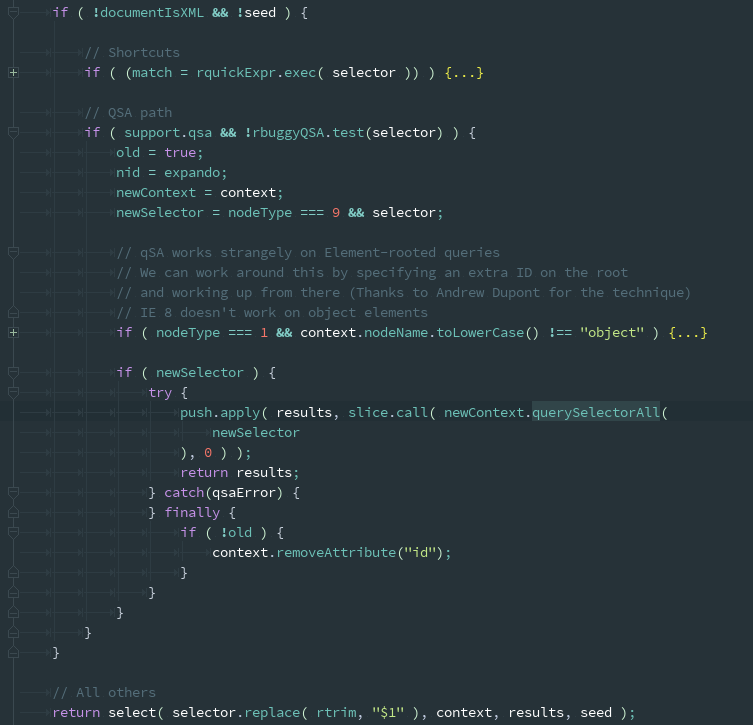 if ( !documentIsXML && !seed ) {
// Shortcuts
if ( (match = rquickExpr.exec( selector )) ) {...}
// QSA path
if ( support.qsa && !rbuggyQSA.test(selector) ) {
old = true;
nid = expando;
newContext = context;
newSelector = nodeType === 9 && selector;
// qSA works strangely on Element-rooted queries
// We can work around this by specifying an extra ID on the root
// and working up from there (Thanks to Andrew Dupont for the technique)
// IE 8 doesn't work on object elements
if ( nodeType === 1 && context.nodeName.toLowerCase() !== "object" ) {...}
if ( newSelector ) {
try {
push.apply( results, slice.call( newContext.querySelectorAll(
newSelector
), 0 ) );
return results;
} catch(qsaError) {
} finally {
if ( !old ) {
context.removeAttribute("id");
}
}
}
}
}
// All others
return select( selector.replace( rtrim, "$1" ), context, results, seed );